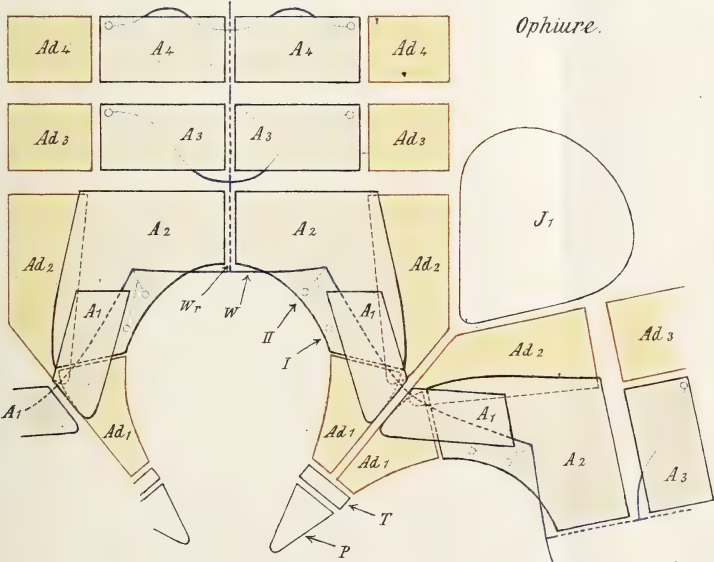 Ophiure.
Ad4 A4 A4 Ad4
Ad3 A3 A3 Ad3
Ad2 A2 A2 Ad2 J1
A1 Wr W II A1 I
Ad2 Ad3
A1 Ad1 Ad1 Ad1 A1 A2 A3
T
P